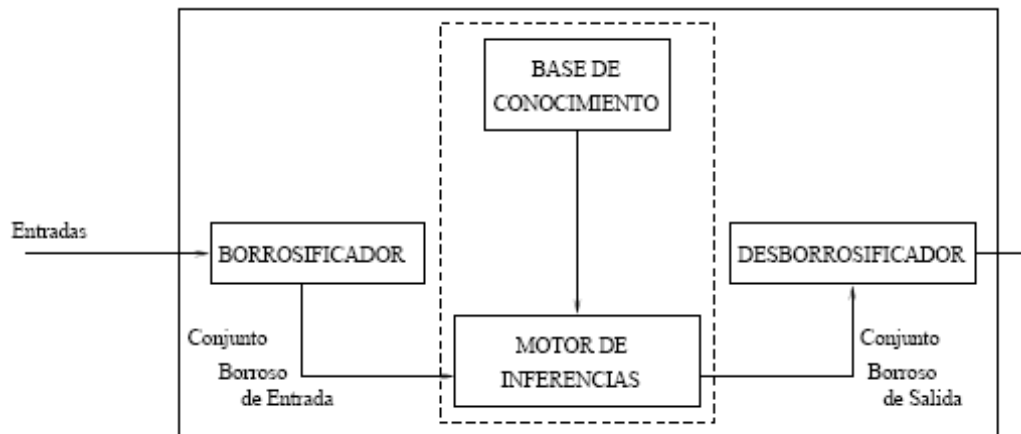 BASE DE
CONOCIMIENTO
Entradas
BORROSIFICADOR
DESBORROSIFICADOR
Conjunto
Borroso
de Entrada
MOTOR DE
INFERENCIAS
Conjunto
Borroso
de Salida